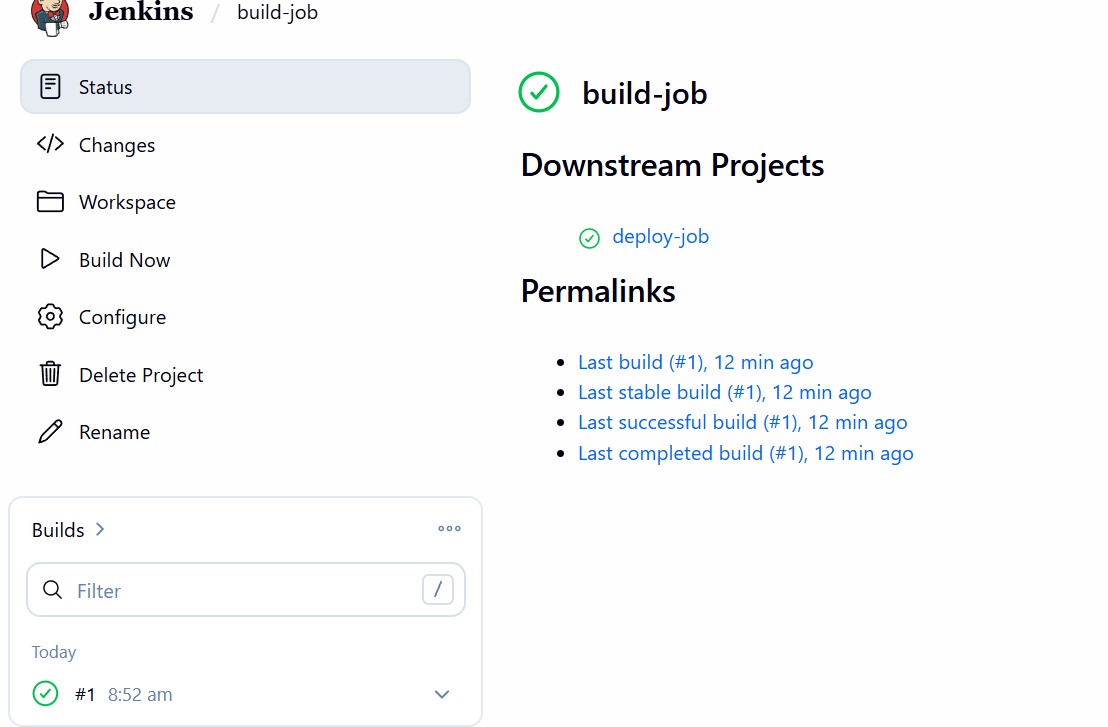 Jenkins / build-job
Status
Changes
Workspace
Build Now
Configure
Delete Project
Rename
Builds
Filter /
Today
#1 8:52 am
build-job
Downstream Projects
deploy-job
Permalinks
Last build (#1), 12 min ago
Last stable build (#1), 12 min ago
Last successful build (#1), 12 min ago
Last completed build (#1), 12 min ago